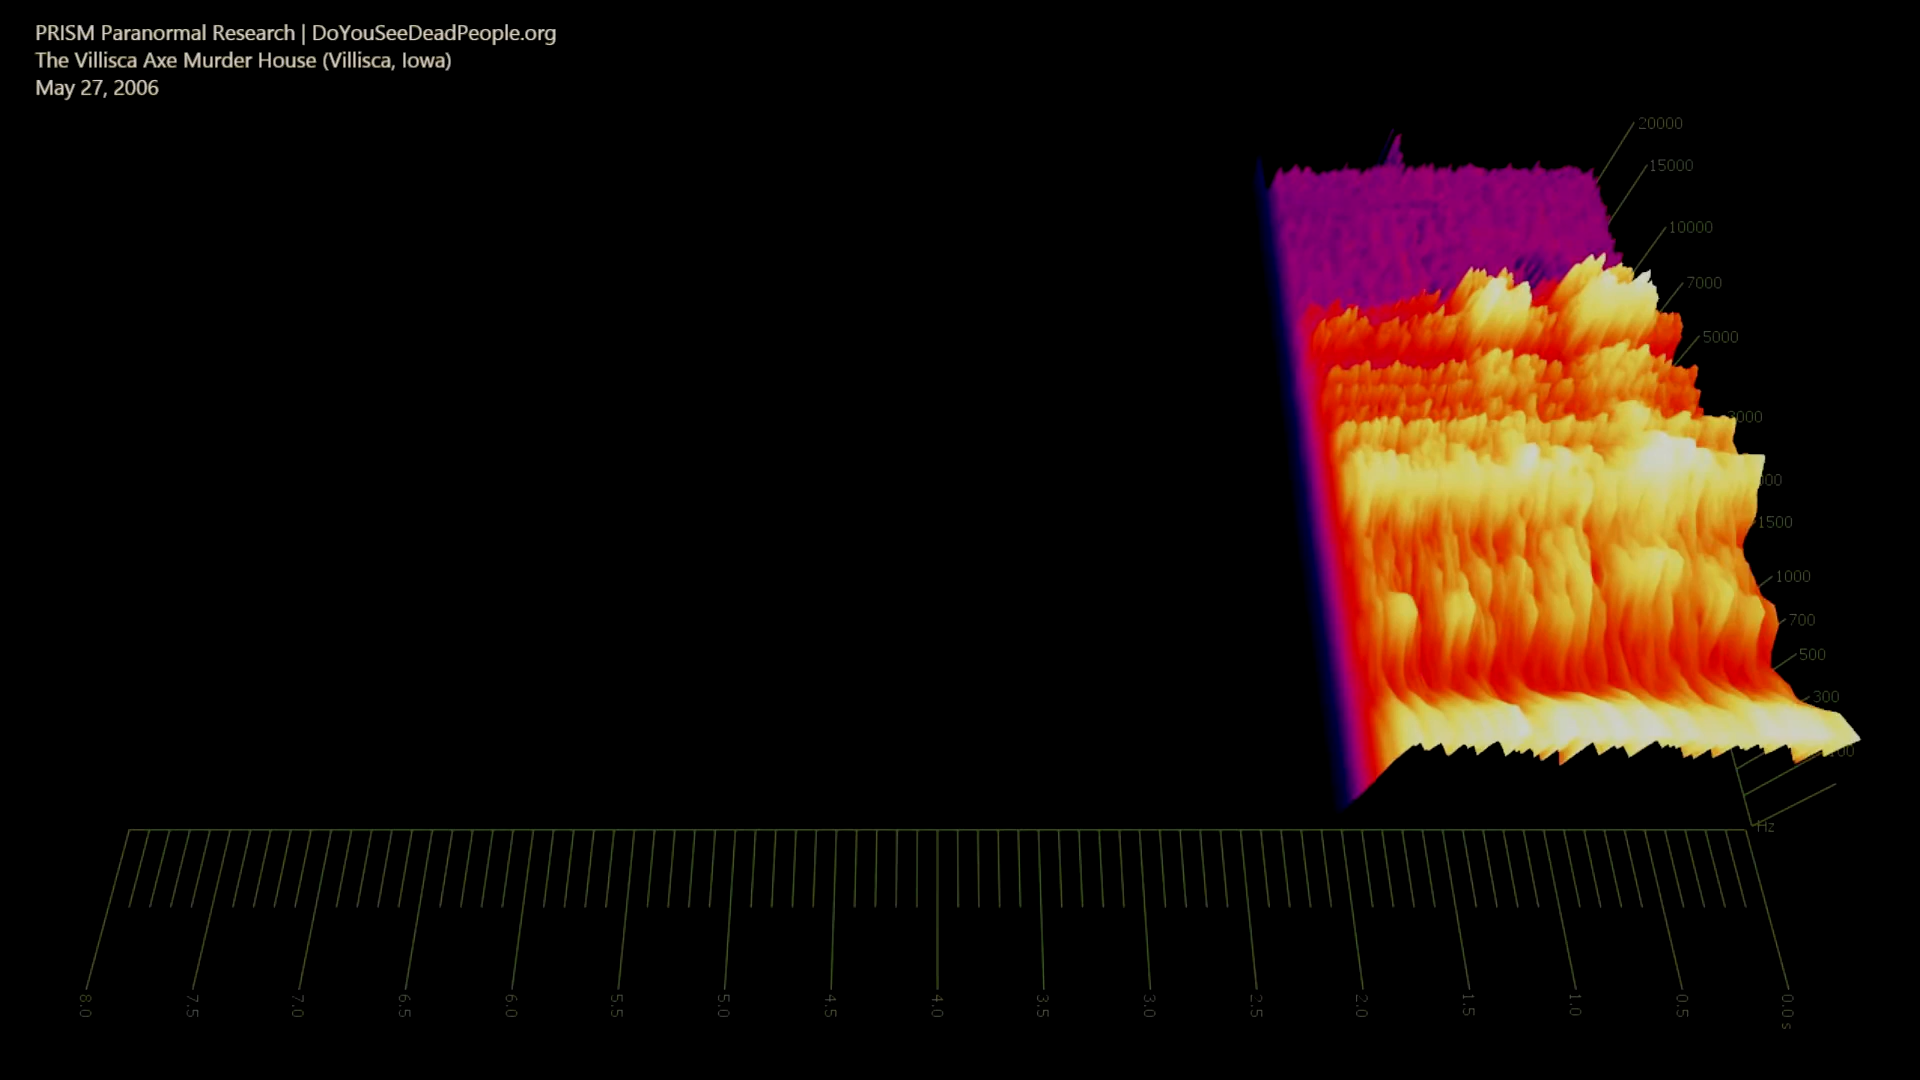 PRISM Paranormal Research | DoYouSeeDeadPeople.org
The Villisca Axe Murder House (Villisca, Iowa)
May 27, 2006
20000
15000
10000
7000
5000
3000
1500
1000
700
500
300
Hz
8.0 7.5 7.0 6.5 6.0 5.5 5.0 4.5 4.0 3.5 3.0 2.5 2.0 1.5 1.0 0.5 0.0 s